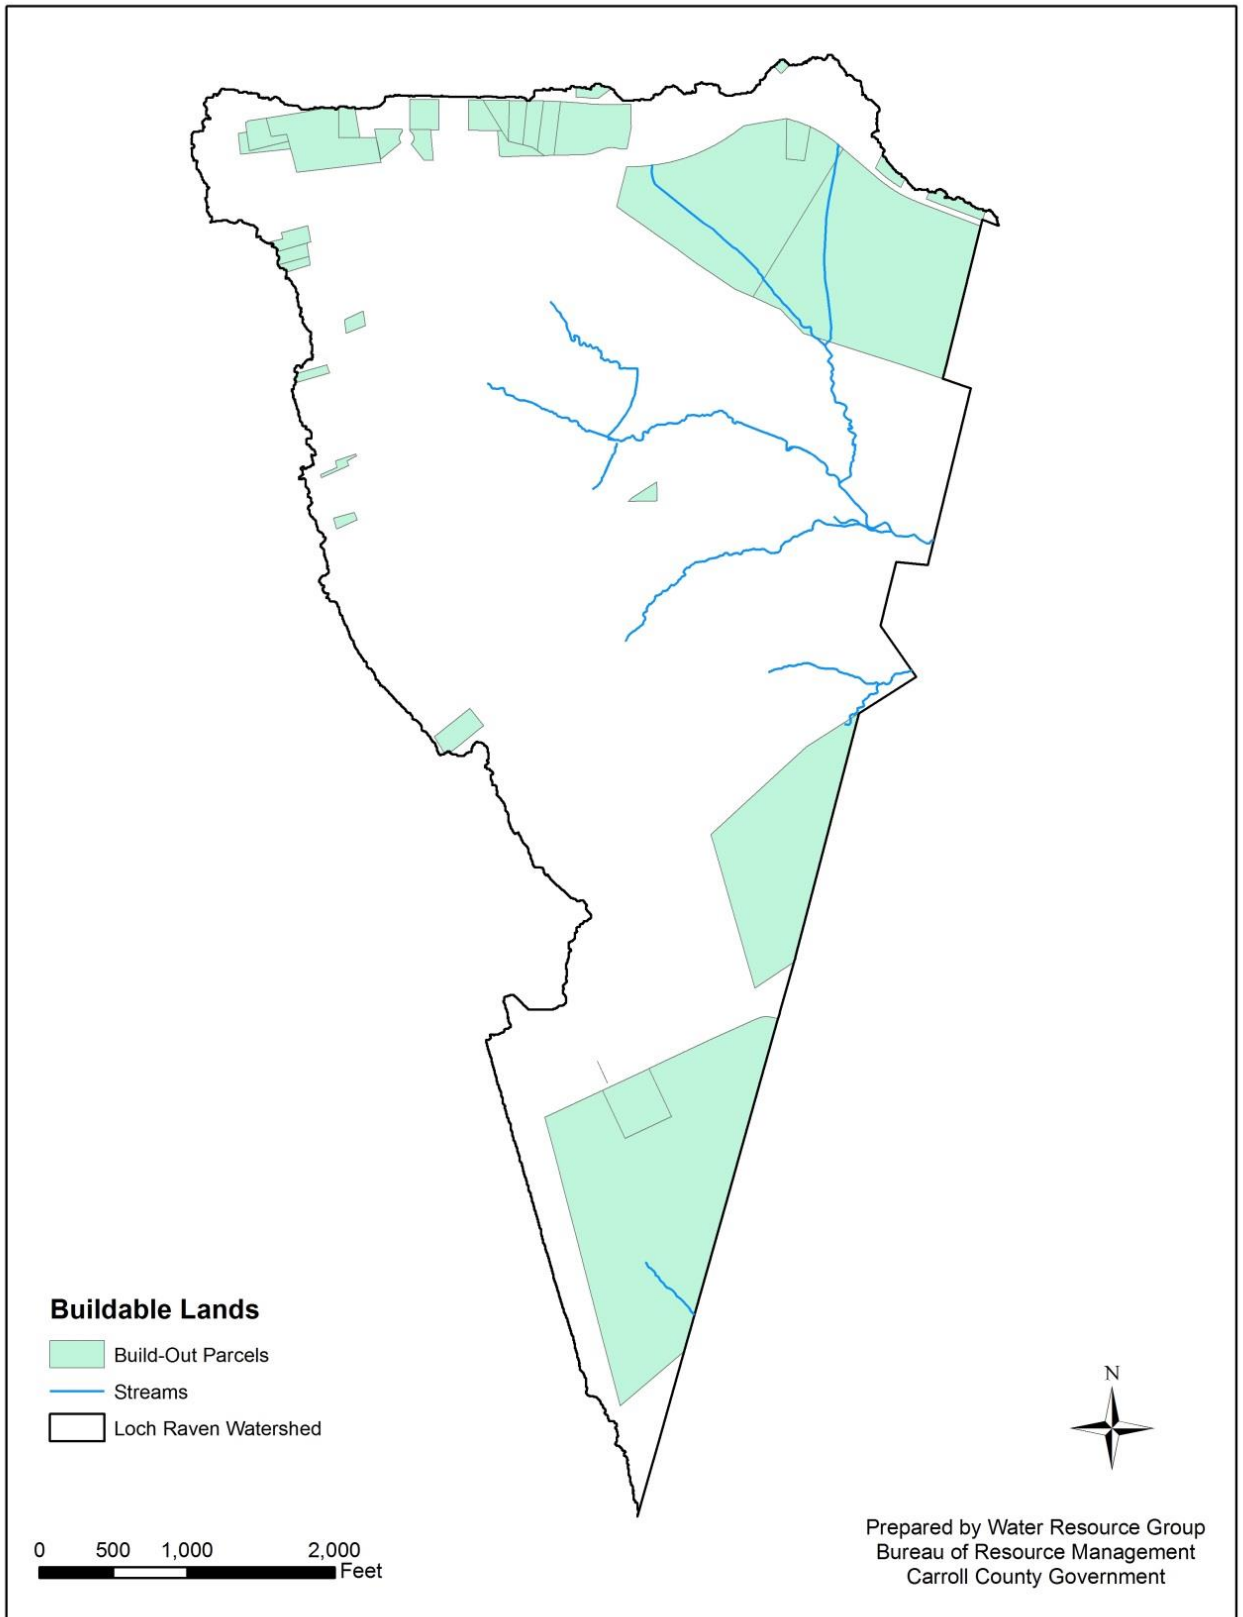 Buildable Lands
Build-Out Parcels
Streams
Loch Raven Watershed
0 500 1,000 2,000
Feet
N
Prepared by Water Resource Group
Bureau of Resource Management
Carroll County Government